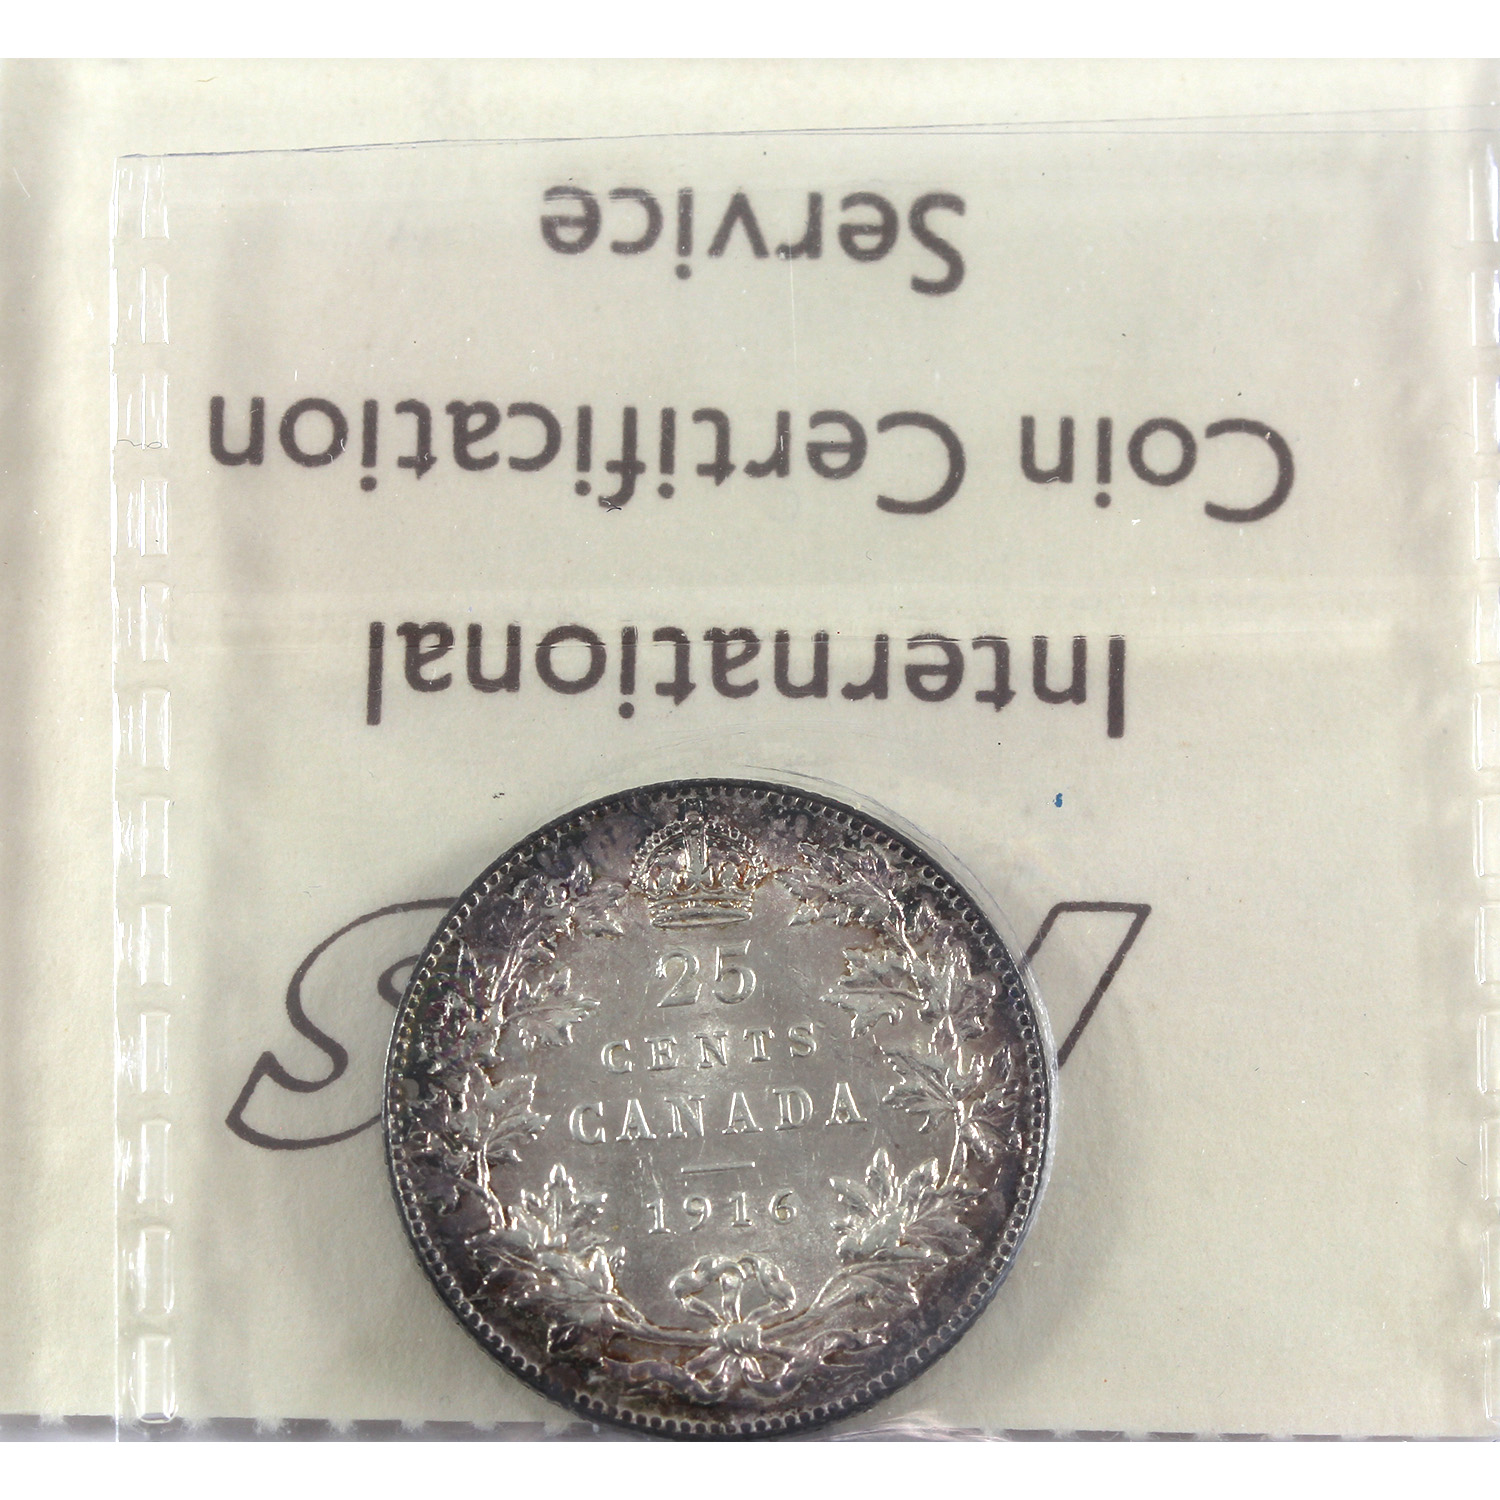 International
Coin Certification
Service
25
CENTS
CANADA
1916